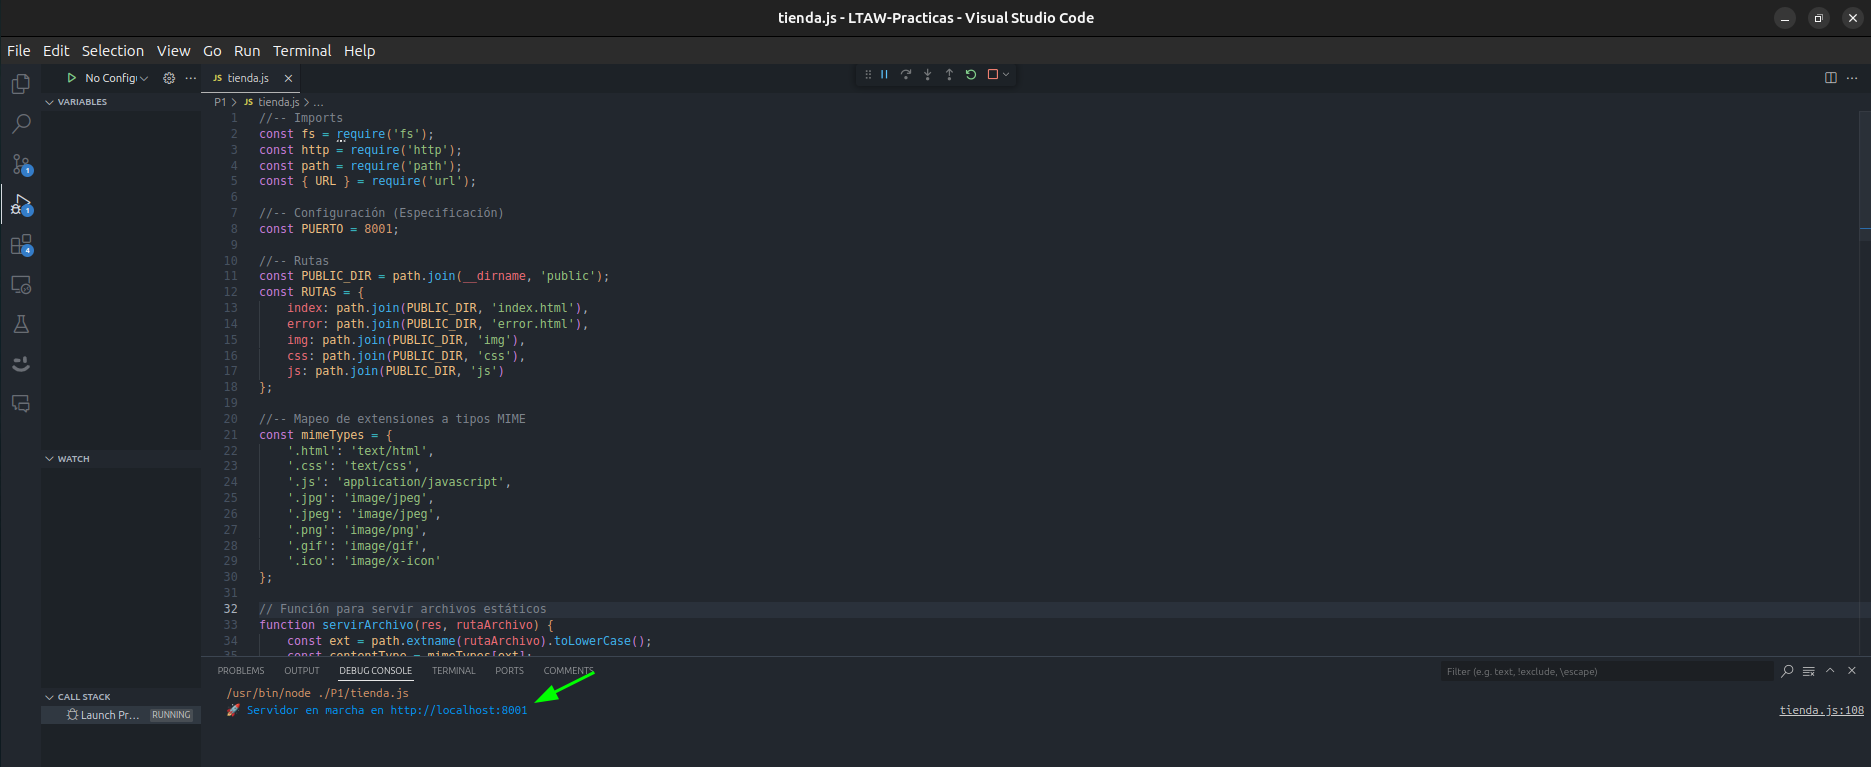 tienda.js - LTAW-Practicas - Visual Studio Code
File Edit Selection View Go Run Terminal Help
No Config
JS tienda.js
VARIABLES
P1 > JS tienda.js > ...
1 //-- Imports
2 const fs = require('fs');
3 const http = require('http');
4 const path = require('path');
5 const { URL } = require('url');
6
7 //-- Configuración (Especificación)
8 const PUERTO = 8001;
9
10 //-- Rutas
11 const PUBLIC_DIR = path.join(__dirname, 'public');
12 const RUTAS = {
13 index: path.join(PUBLIC_DIR, 'index.html'),
14 error: path.join(PUBLIC_DIR, 'error.html'),
15 img: path.join(PUBLIC_DIR, 'img'),
16 css: path.join(PUBLIC_DIR, 'css'),
17 js: path.join(PUBLIC_DIR, 'js')
18 };
19
20 //-- Mapeo de extensiones a tipos MIME
21 const mimeTypes = {
22 '.html': 'text/html',
23 '.css': 'text/css',
24 '.js': 'application/javascript',
25 '.jpg': 'image/jpeg',
26 '.jpeg': 'image/jpeg',
27 '.png': 'image/png',
28 '.gif': 'image/gif',
29 '.ico': 'image/x-icon'
30 };
31
32 // Función para servir archivos estáticos
33 function servirArchivo(res, rutaArchivo) {
34 const ext = path.extname(rutaArchivo).toLowerCase();
35 const contentType = mimeTypes[ext];
1
1
4
WATCH
CALL STACK
Launch Pr... RUNNING
PROBLEMS OUTPUT DEBUG CONSOLE TERMINAL PORTS COMMENTS
Filter (e.g. text, !exclude, \escape)
/usr/bin/node ./P1/tienda.js
🚀 Servidor en marcha en http://localhost:8001
tienda.js:108